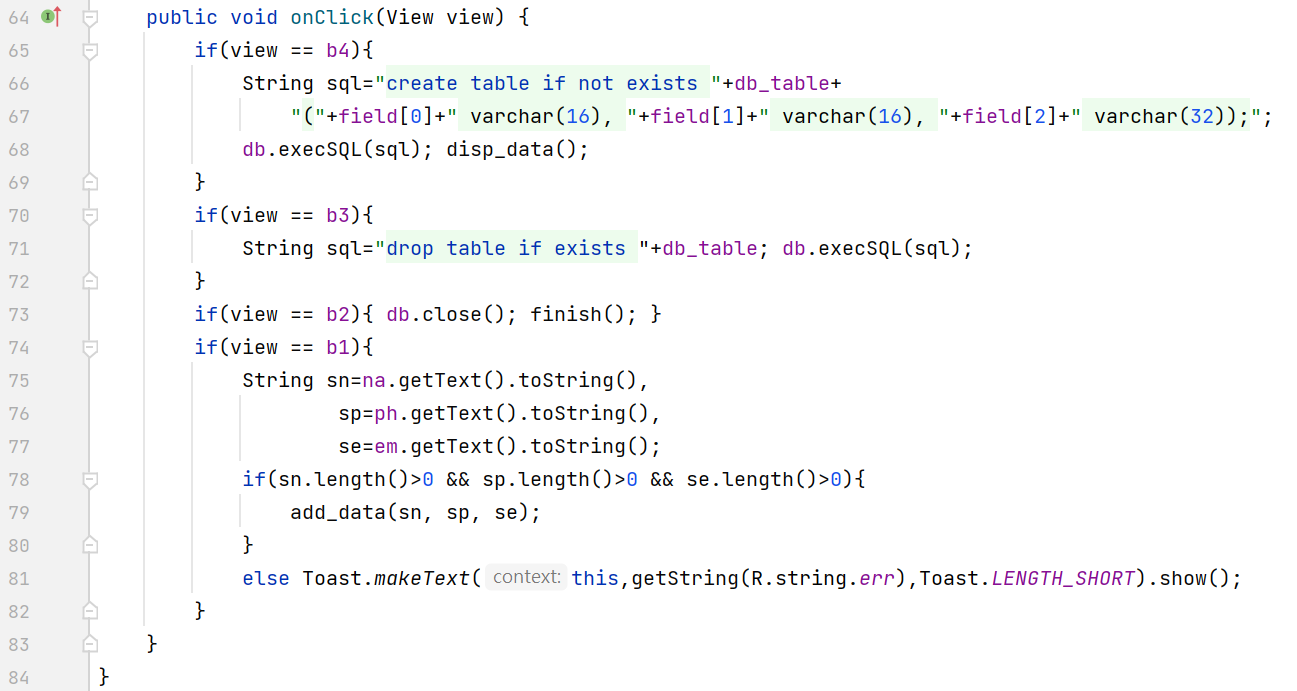 64 I public void onClick(View view) {
65 if(view == b4){
66 String sql="create table if not exists "+db_table+
67 "("+field[0]+" varchar(16), "+field[1]+" varchar(16), "+field[2]+" varchar(32));";
68 db.execSQL(sql); disp_data();
69 }
70 if(view == b3){
71 String sql="drop table if exists "+db_table; db.execSQL(sql);
72 }
73 if(view == b2){ db.close(); finish(); }
74 if(view == b1){
75 String sn=na.getText().toString(),
76 sp=ph.getText().toString(),
77 se=em.getText().toString();
78 if(sn.length()>0 && sp.length()>0 && se.length()>0){
79 add_data(sn, sp, se);
80 }
81 else Toast.makeText( context: this,getString(R.string.err),Toast.LENGTH_SHORT).show();
82 }
83 }
84 }